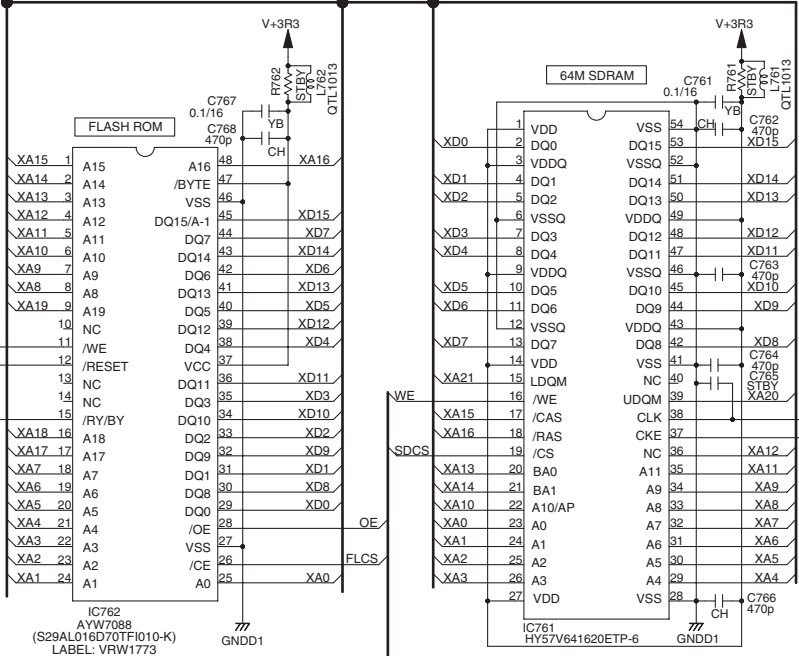 V+3R3
R762
STBY
L762
QTL1013
C767
0.1/16
YB
C768
470p
CH
FLASH ROM
XA15 1 A15 A16 48 XA16
XA14 2 A14 /BYTE 47
XA13 3 A13 VSS 46
XA12 4 A12 DQ15/A-1 45 XD15
XA11 5 A11 DQ7 44 XD7
XA10 6 A10 DQ14 43 XD14
XA9 7 A9 DQ6 42 XD6
XA8 8 A8 DQ13 41 XD13
XA19 9 A19 DQ5 40 XD5
10 NC DQ12 39 XD12
11 /WE DQ4 38 XD4
12 /RESET VCC 37
13 NC DQ11 36 XD11
14 NC DQ3 35 XD3
15 /RY/BY DQ10 34 XD10
XA18 16 A18 DQ2 33 XD2
XA17 17 A17 DQ9 32 XD9
XA7 18 A7 DQ1 31 XD1
XA6 19 A6 DQ8 30 XD8
XA5 20 A5 DQ0 29 XD0
XA4 21 A4 /OE 28 OE
XA3 22 A3 VSS 27
XA2 23 A2 /CE 26 FLCS
XA1 24 A1 A0 25 XA0
IC762
AYW7088
(S29AL016D70TFI010-K)
LABEL: VRW1773
GNDD1
V+3R3
R761
STBY
L761
QTL1013
64M SDRAM
C761
0.1/16
YB
CH
C762
470p
1 VDD VSS 54
XD0 2 DQ0 DQ15 53 XD15
3 VDDQ VSSQ 52
XD1 4 DQ1 DQ14 51 XD14
XD2 5 DQ2 DQ13 50 XD13
6 VSSQ VDDQ 49
XD3 7 DQ3 DQ12 48 XD12
XD4 8 DQ4 DQ11 47 XD11
9 VDDQ VSSQ 46 C763 470p
XD5 10 DQ5 DQ10 45 XD10
XD6 11 DQ6 DQ9 44 XD9
12 VSSQ VDDQ 43
XD7 13 DQ7 DQ8 42 XD8
14 VDD VSS 41 C764 470p
XA21 15 LDQM NC 40 C765 STBY
WE 16 /WE UDQM 39 XA20
XA15 17 /CAS CLK 38
XA16 18 /RAS CKE 37
SDCS 19 /CS NC 36 XA12
XA13 20 BA0 A11 35 XA11
XA14 21 BA1 A9 34 XA9
XA10 22 A10/AP A8 33 XA8
XA0 23 A0 A7 32 XA7
XA1 24 A1 A6 31 XA6
XA2 25 A2 A5 30 XA5
XA3 26 A3 A4 29 XA4
27 VDD VSS 28 C766 470p
CH
IC761
HY57V641620ETP-6
GNDD1